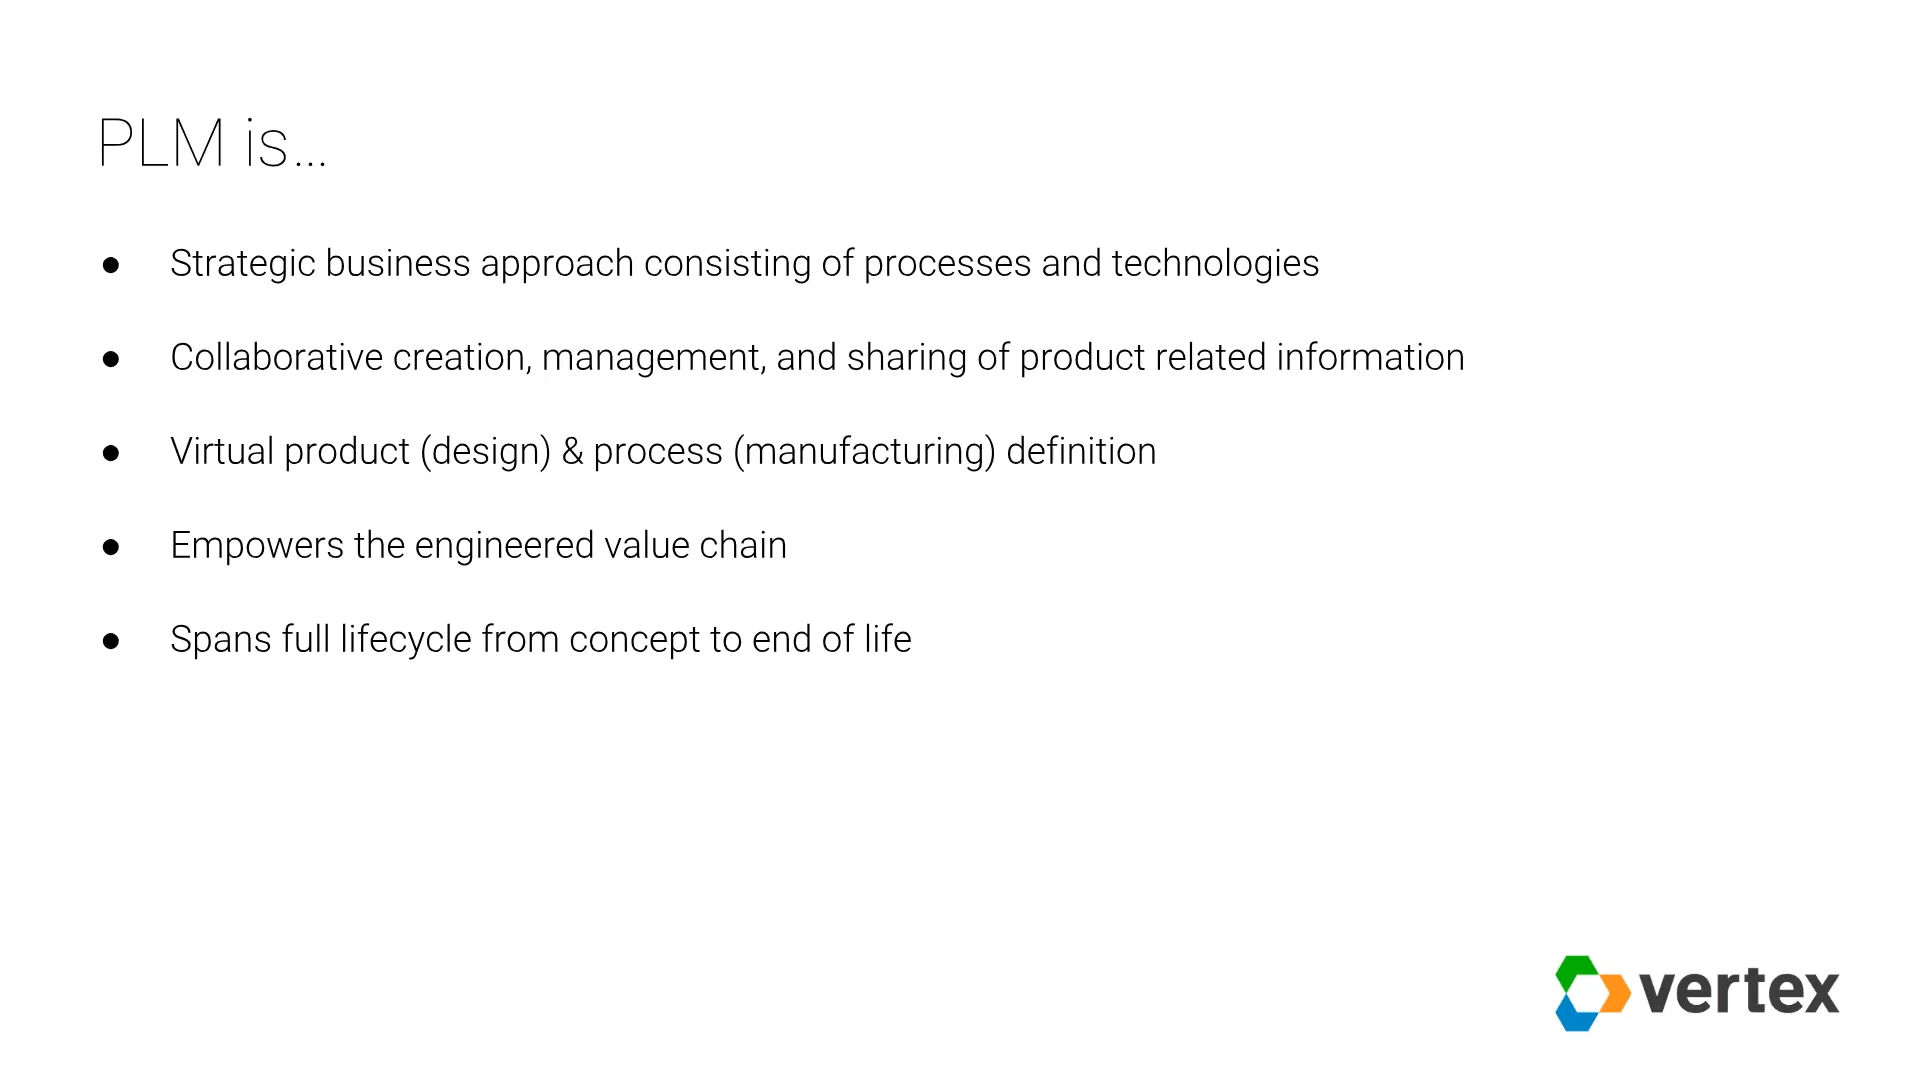 PLM is…
● Strategic business approach consisting of processes and technologies
● Collaborative creation, management, and sharing of product related information
● Virtual product (design) & process (manufacturing) definition
● Empowers the engineered value chain
● Spans full lifecycle from concept to end of life
vertex